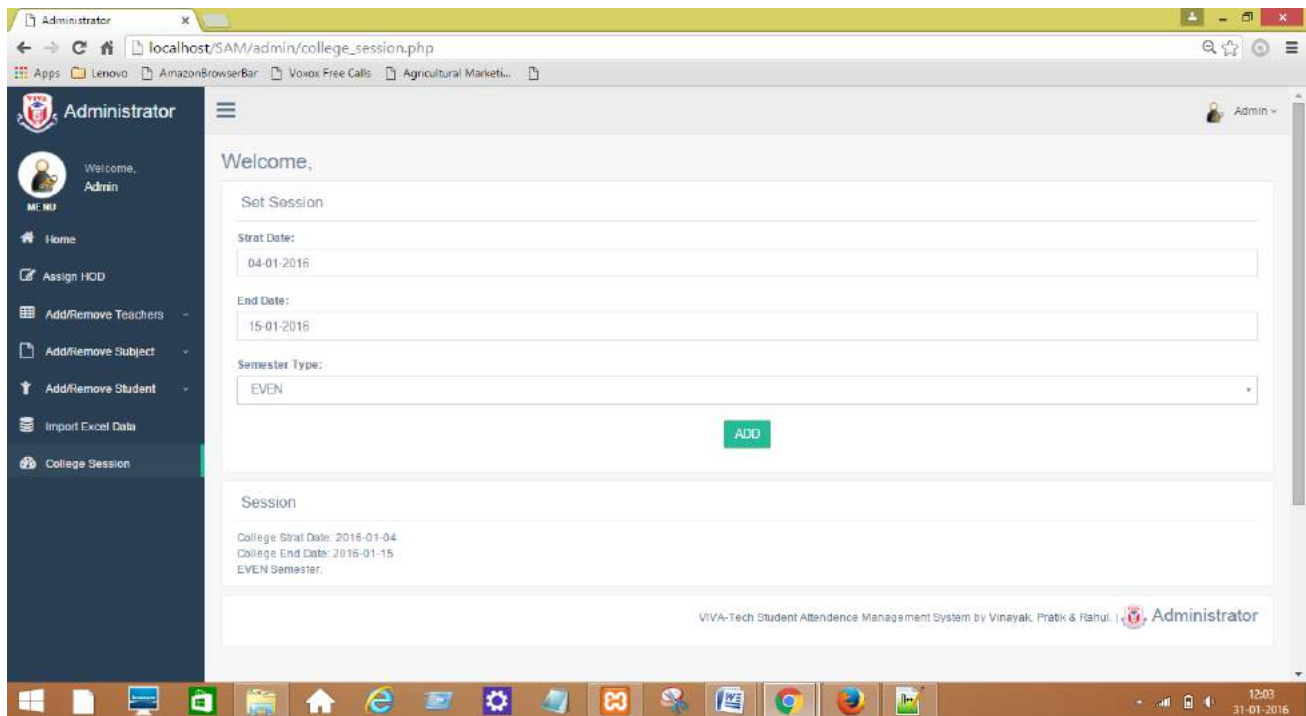 Administrator
localhost/SAM/admin/college_session.php
Apps Lenovo AmazonBrowserBar Voxox Free Calls Agricultural Marketi...
VIVA
Administrator
Admin
Welcome,
Admin
MENU
Home
Assign HOD
Add/Remove Teachers
Add/Remove Subject
Add/Remove Student
Import Excel Data
College Session
Welcome,
Set Session
Strat Date:
04-01-2016
End Date:
15-01-2016
Semester Type:
EVEN
ADD
Session
College Strat Date: 2016-01-04
College End Date: 2016-01-15
EVEN Semester.
VIVA-Tech Student Attendence Management System by Vinayak, Pratik & Rahul. | Administrator
12:03
31-01-2016